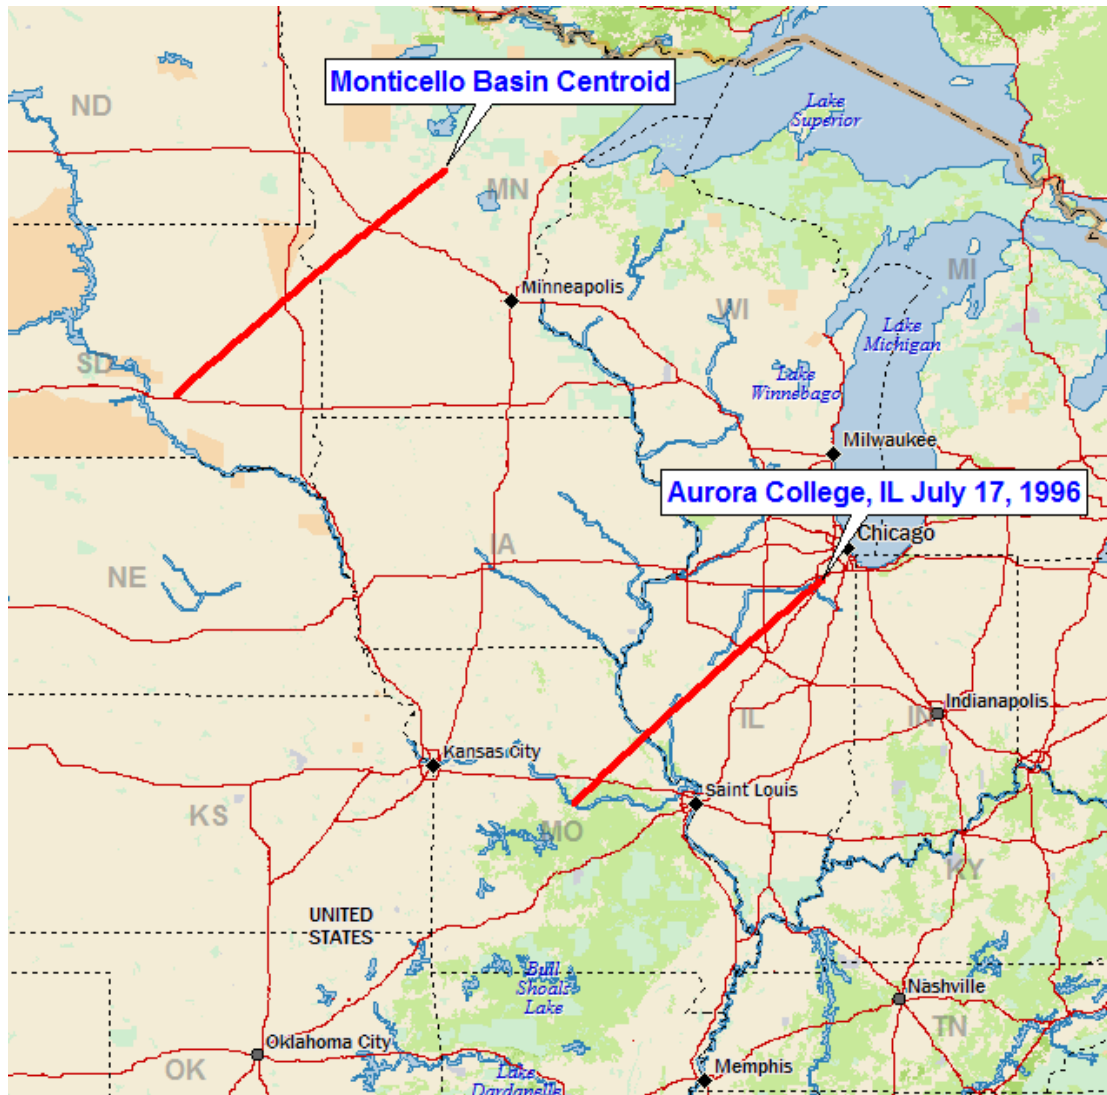 Monticello Basin Centroid
ND
Lake
Superior
MN
MI
Minneapolis
WI
Lake
Michigan
SD
Lake
Winnebago
Milwaukee
Aurora College, IL July 17, 1996
Chicago
IA
NE
Indianapolis
IL
IN
Kansas City
Saint Louis
KS
MO
KY
UNITED
STATES
Bull
Shoals
Lake
Nashville
TN
Oklahoma City
OK
Lake
Dardanelle
Memphis